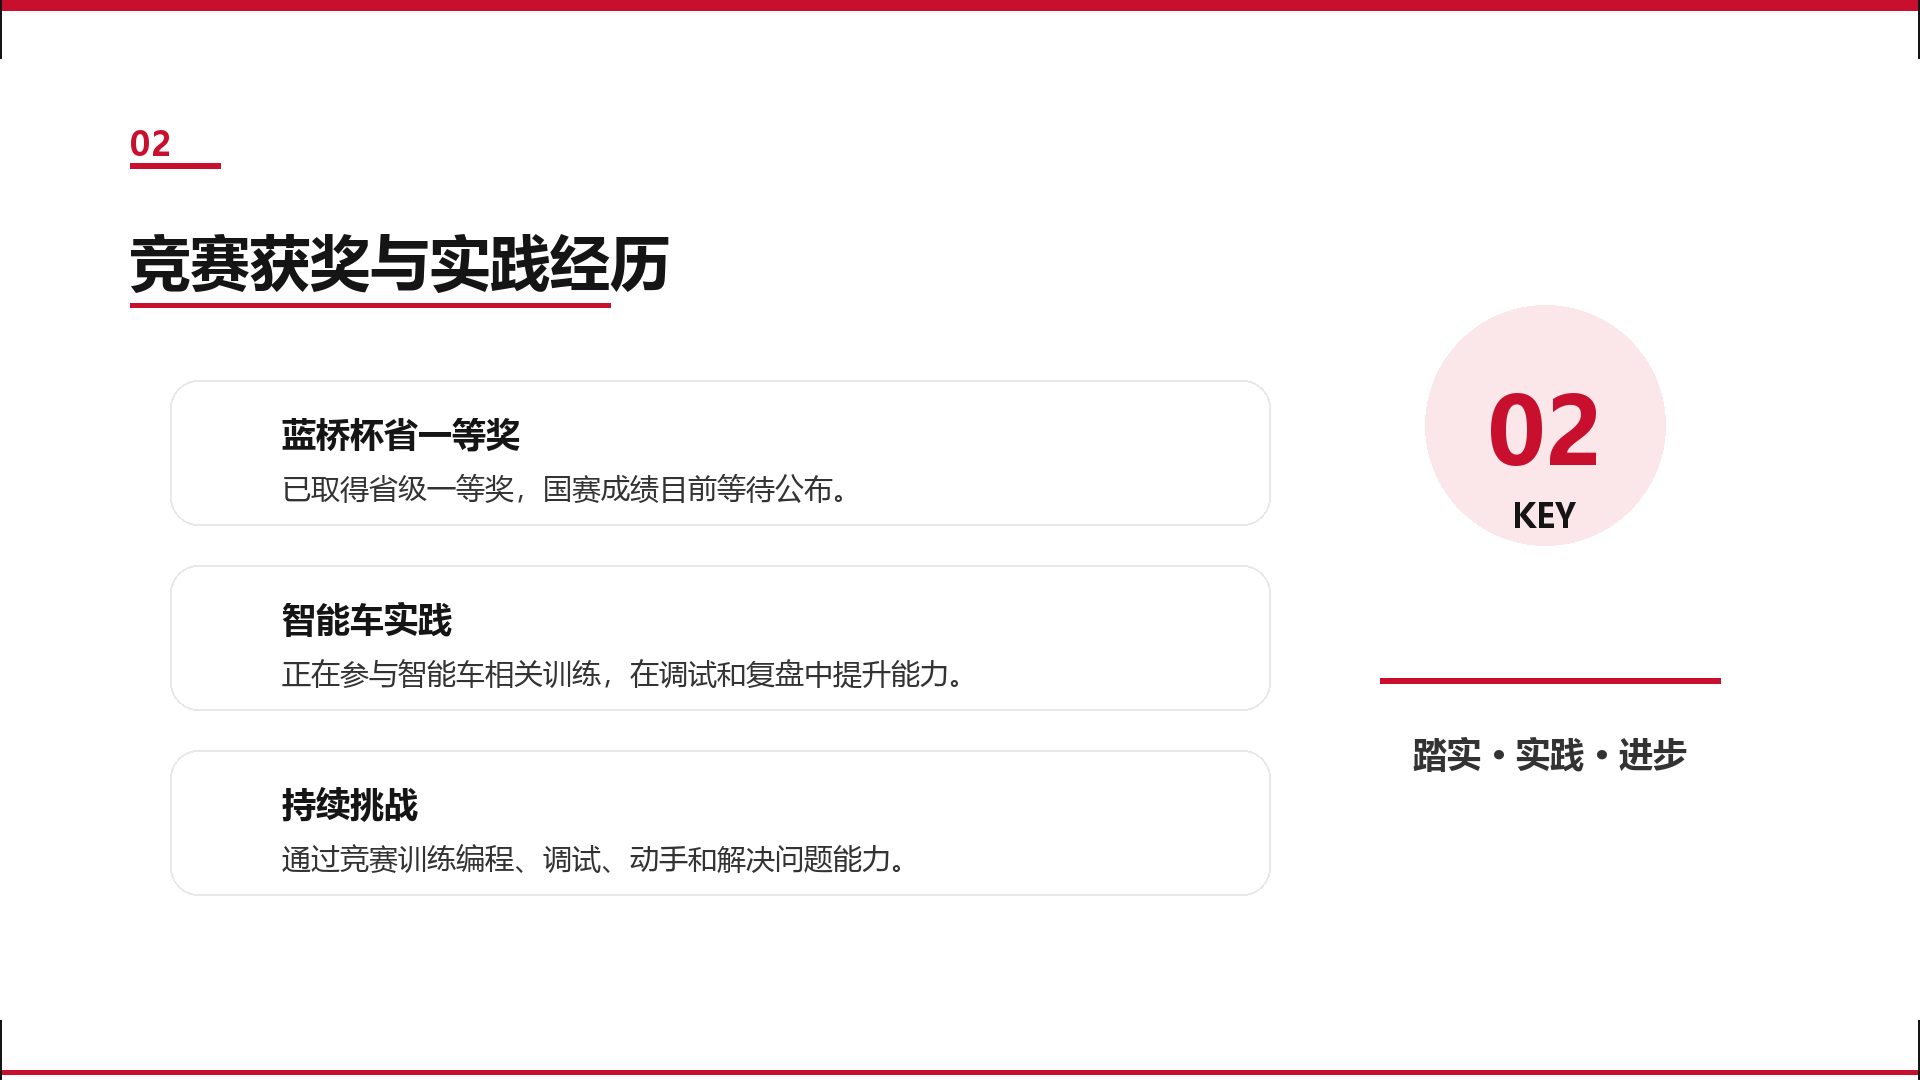 02
竞赛获奖与实践经历
蓝桥杯省一等奖
已取得省级一等奖，国赛成绩目前等待公布。
智能车实践
正在参与智能车相关训练，在调试和复盘中提升能力。
持续挑战
通过竞赛训练编程、调试、动手和解决问题能力。
02
KEY
踏实·实践·进步